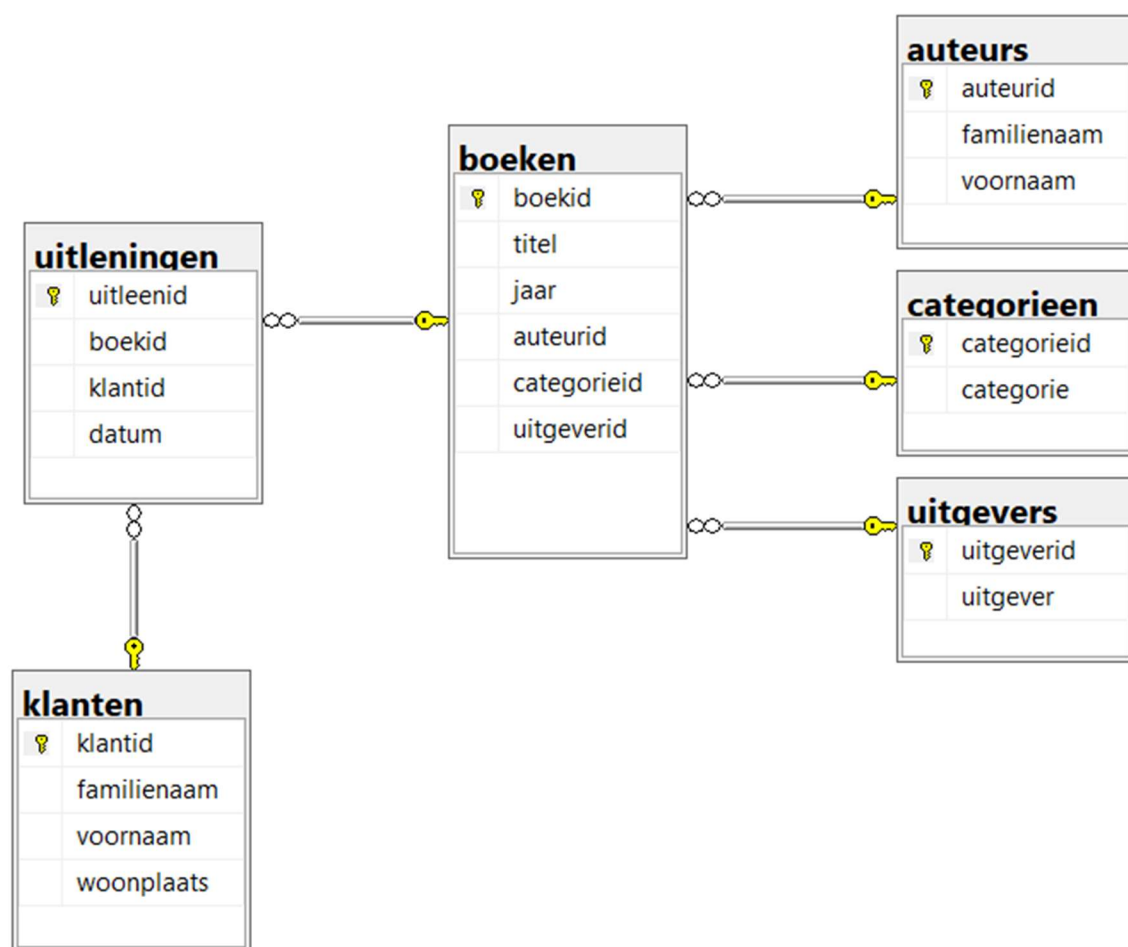 auteurs
auteurid
familienaam
voornaam
boeken
boekid
titel
jaar
auteurid
categorieid
uitgeverid
uitleningen
uitleenid
boekid
klantid
datum
categorieen
categorieid
categorie
uitgevers
uitgeverid
uitgever
klanten
klantid
familienaam
voornaam
woonplaats